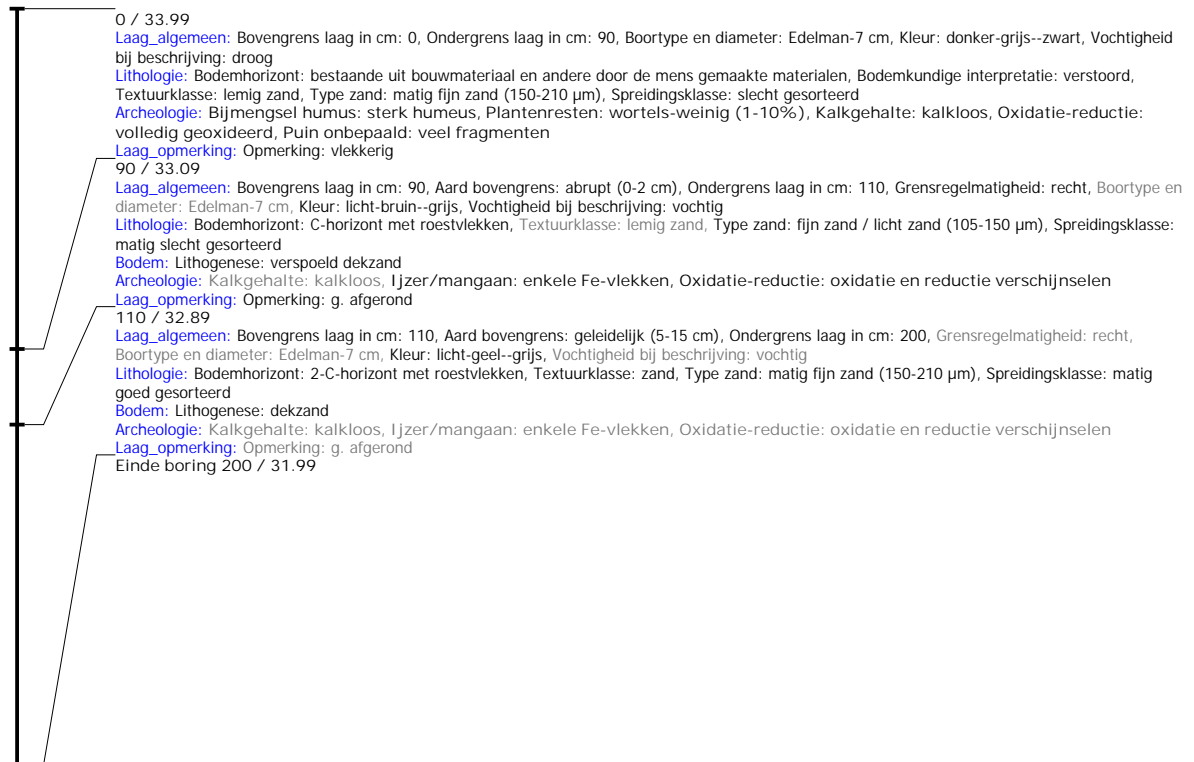 0 / 33.99
Laag_algemeen: Bovengrens laag in cm: 0, Ondergrens laag in cm: 90, Boortype en diameter: Edelman-7 cm, Kleur: donker-grijs--zwart, Vochtigheid
bij beschrijving: droog
Lithologie: Bodemhorizont: bestaande uit bouwmateriaal en andere door de mens gemaakte materialen, Bodemkundige interpretatie: verstoord,
Textuurklasse: lemig zand, Type zand: matig fijn zand (150-210 µm), Spreidingsklasse: slecht gesorteerd
Archeologie: Bijmengsel humus: sterk humeus, Plantenresten: wortels-weinig (1-10%), Kalkgehalte: kalkloos, Oxidatie-reductie:
volledig geoxideerd, Puin onbepaald: veel fragmenten
Laag_opmerking: Opmerking: vlekkerig
90 / 33.09
Laag_algemeen: Bovengrens laag in cm: 90, Aard bovengrens: abrupt (0-2 cm), Ondergrens laag in cm: 110, Grensregelmatigheid: recht, Boortype en
diameter: Edelman-7 cm, Kleur: licht-bruin--grijs, Vochtigheid bij beschrijving: vochtig
Lithologie: Bodemhorizont: C-horizont met roestvlekken, Textuurklasse: lemig zand, Type zand: fijn zand / licht zand (105-150 µm), Spreidingsklasse:
matig slecht gesorteerd
Bodem: Lithogenese: verspoeld dekzand
Archeologie: Kalkgehalte: kalkloos, Ijzer/mangaan: enkele Fe-vlekken, Oxidatie-reductie: oxidatie en reductie verschijnselen
Laag_opmerking: Opmerking: g. afgerond
110 / 32.89
Laag_algemeen: Bovengrens laag in cm: 110, Aard bovengrens: geleidelijk (5-15 cm), Ondergrens laag in cm: 200, Grensregelmatigheid: recht,
Boortype en diameter: Edelman-7 cm, Kleur: licht-geel--grijs, Vochtigheid bij beschrijving: vochtig
Lithologie: Bodemhorizont: 2-C-horizont met roestvlekken, Textuurklasse: zand, Type zand: matig fijn zand (150-210 µm), Spreidingsklasse: matig
goed gesorteerd
Bodem: Lithogenese: dekzand
Archeologie: Kalkgehalte: kalkloos, Ijzer/mangaan: enkele Fe-vlekken, Oxidatie-reductie: oxidatie en reductie verschijnselen
Laag_opmerking: Opmerking: g. afgerond
Einde boring 200 / 31.99